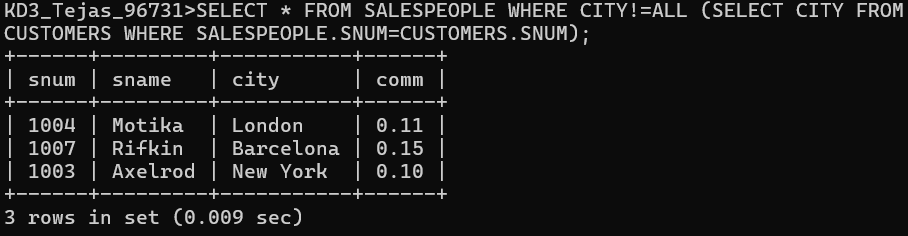 KD3_Tejas_96731>SELECT * FROM SALESPEOPLE WHERE CITY!=ALL (SELECT CITY FROM
CUSTOMERS WHERE SALESPEOPLE.SNUM=CUSTOMERS.SNUM);
+------+---------+-----------+------+
| snum | sname   | city      | comm |
+------+---------+-----------+------+
| 1004 | Motika  | London    | 0.11 |
| 1007 | Rifkin  | Barcelona | 0.15 |
| 1003 | Axelrod | New York  | 0.10 |
+------+---------+-----------+------+
3 rows in set (0.009 sec)